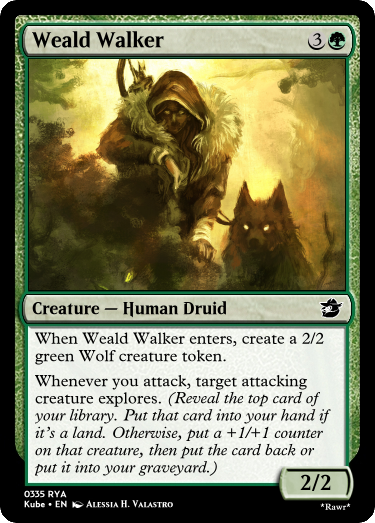 Weald Walker 3
Creature — Human Druid
When Weald Walker enters, create a 2/2
green Wolf creature token.
Whenever you attack, target attacking
creature explores. (Reveal the top card of
your library. Put that card into your hand if
it's a land. Otherwise, put a +1/+1 counter
on that creature, then put the card back or
put it into your graveyard.)
2/2
0335 RYA
Kube • EN Alessia H. Valastro
*Rawr*